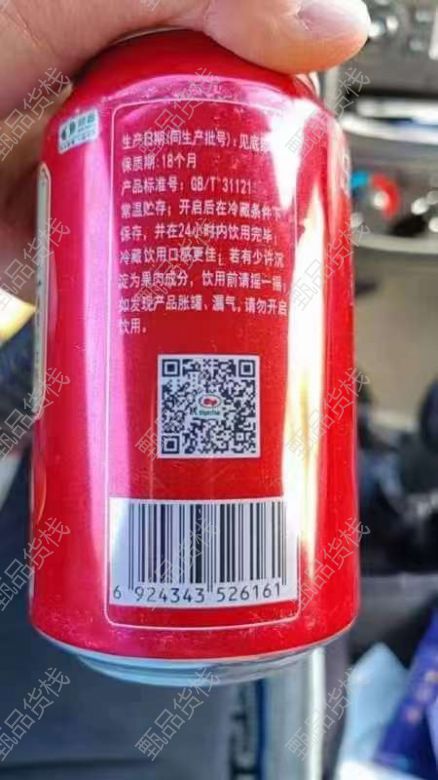 生产日期(同生产批号):见底
保质期:18个月
产品标准号:GB/T 31121
常温贮存;开启后在冷藏条件下
保存,并在24小时内饮用完毕;
冷藏饮用口感更佳;若有少许沉
淀为果肉成分,饮用前请摇一摇;
如发现产品胀罐、漏气,请勿开启
饮用。
6 924343 526161
甄品货栈